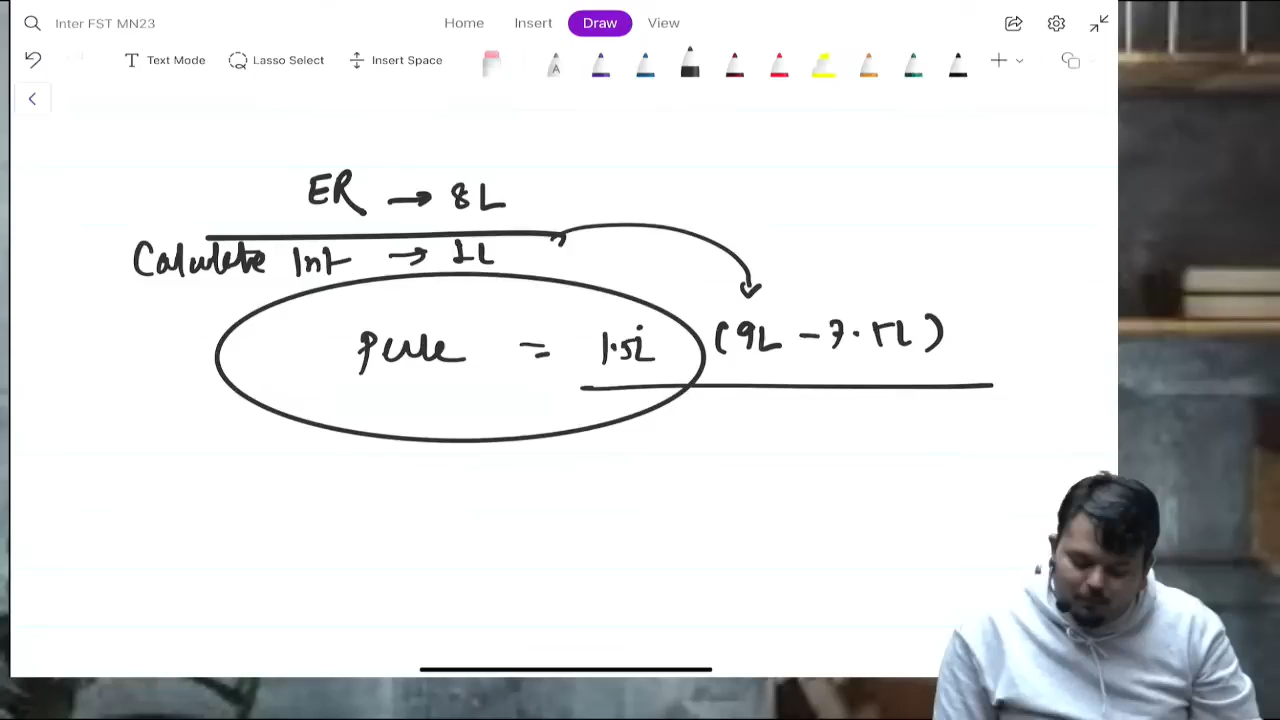 Inter FST MN23
Home Insert Draw View
Text Mode Lasso Select Insert Space
A
ER → 8L
Calculate Int → 1L
= 1.5L (9L - 7.5L)